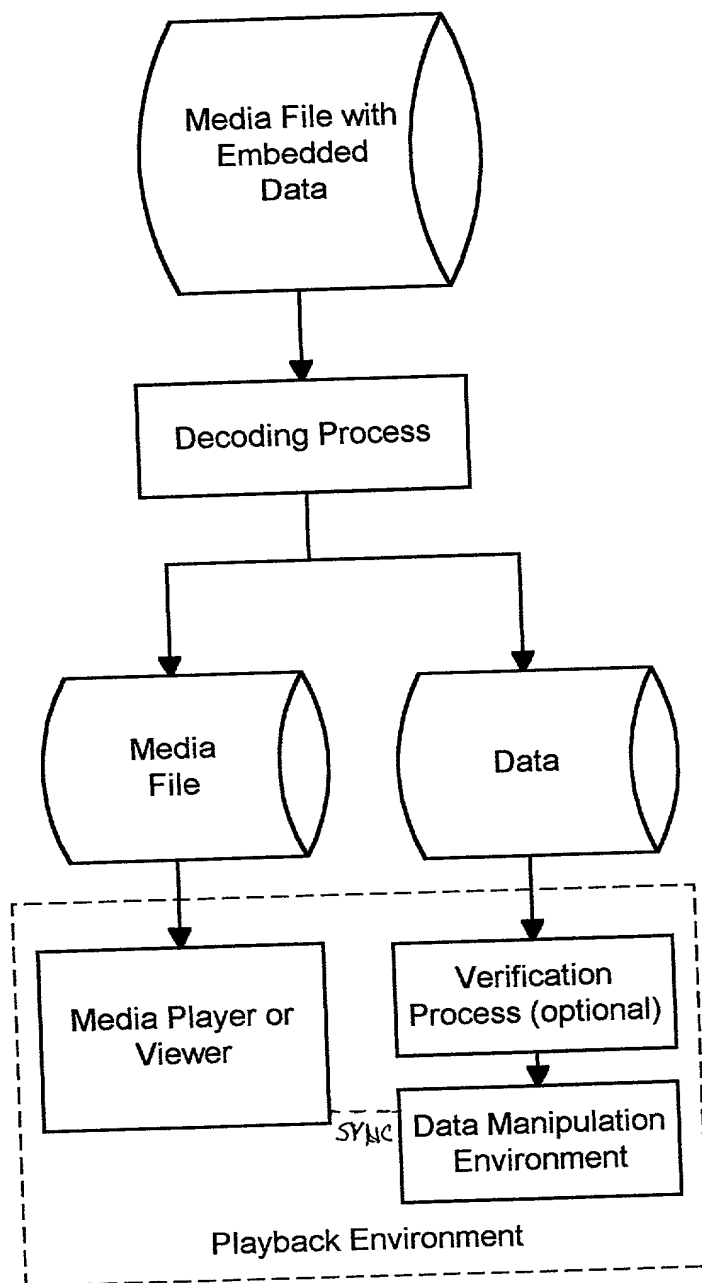 Media File with
Embedded
Data
Decoding Process
Media
File
Data
Media Player or
Viewer
Verification
Process (optional)
SYNC
Data Manipulation
Environment
Playback Environment